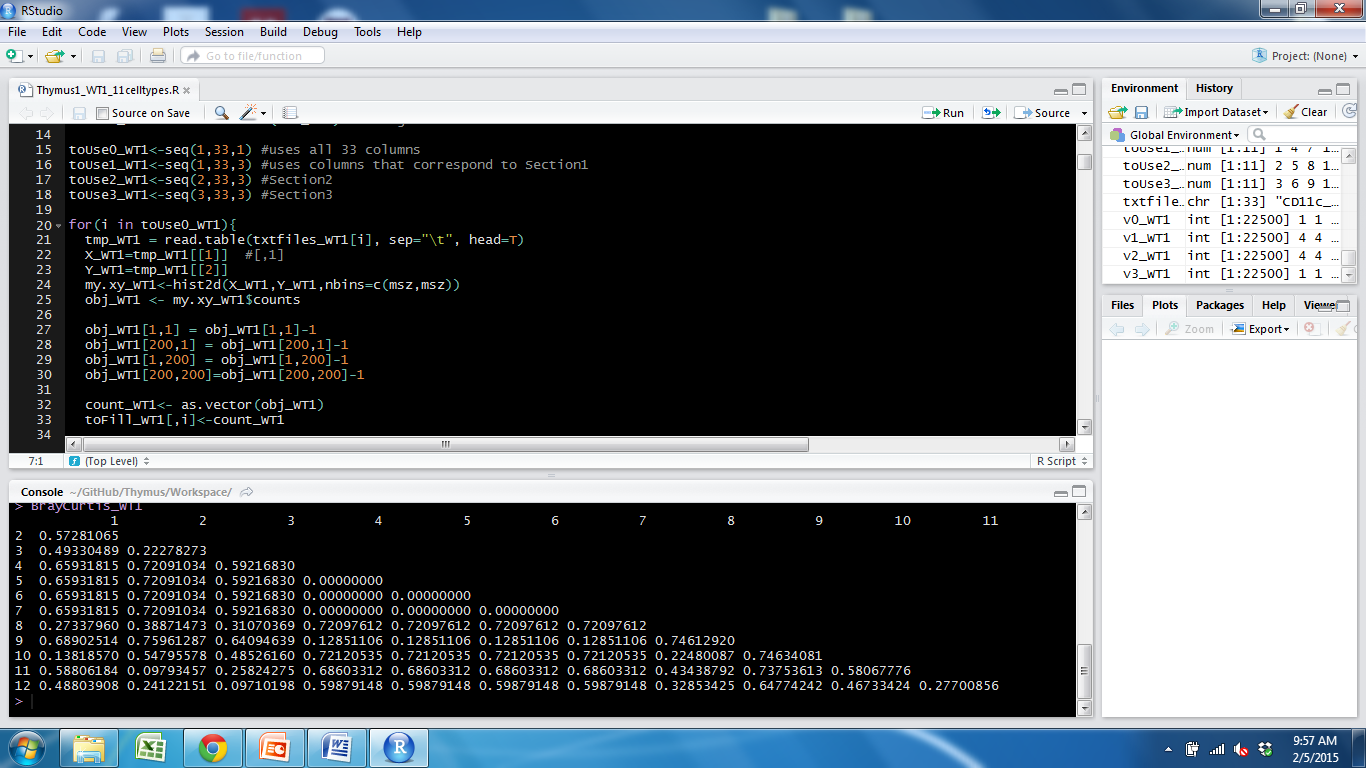 RStudio
File Edit Code View Plots Session Build Debug Tools Help
Go to file/function
Project: (None)
Thymus1_WT1_11celltypes.R
Source on Save
Run
Source
14
15 toUse0_WT1<-seq(1,33,1) #uses all 33 columns
16 toUse1_WT1<-seq(1,33,3) #uses columns that correspond to Section1
17 toUse2_WT1<-seq(2,33,3) #Section2
18 toUse3_WT1<-seq(3,33,3) #Section3
19
20 for(i in toUse0_WT1){
21 tmp_WT1 = read.table(txtfiles_WT1[i], sep="\t", head=T)
22 X_WT1=tmp_WT1[[1]] #[,1]
23 Y_WT1=tmp_WT1[[2]]
24 my.xy_WT1<-hist2d(X_WT1,Y_WT1,nbins=c(msz,msz))
25 obj_WT1 <- my.xy_WT1$counts
26
27 obj_WT1[1,1] = obj_WT1[1,1]-1
28 obj_WT1[200,1] = obj_WT1[200,1]-1
29 obj_WT1[1,200] = obj_WT1[1,200]-1
30 obj_WT1[200,200]=obj_WT1[200,200]-1
31
32 count_WT1<- as.vector(obj_WT1)
33 toFill_WT1[,i]<-count_WT1
34
7:1 (Top Level) R Script
Console ~/GitHub/Thymus/Workspace/
> BrayCurtis_WT1
1 2 3 4 5 6 7 8 9 10 11
2 0.57281065
3 0.49330489 0.22278273
4 0.65931815 0.72091034 0.59216830
5 0.65931815 0.72091034 0.59216830 0.00000000
6 0.65931815 0.72091034 0.59216830 0.00000000 0.00000000
7 0.65931815 0.72091034 0.59216830 0.00000000 0.00000000 0.00000000
8 0.27337960 0.38871473 0.31070369 0.72097612 0.72097612 0.72097612 0.72097612
9 0.68902514 0.75961287 0.64094639 0.12851106 0.12851106 0.12851106 0.12851106 0.74612920
10 0.13818570 0.54795578 0.48526160 0.72120535 0.72120535 0.72120535 0.72120535 0.22480087 0.74634081
11 0.58806184 0.09793457 0.25824275 0.68603312 0.68603312 0.68603312 0.68603312 0.43438792 0.73753613 0.58067776
12 0.48803908 0.24122151 0.09710198 0.59879148 0.59879148 0.59879148 0.59879148 0.32853425 0.64774242 0.46733424 0.27700856
>
Environment History
Import Dataset Clear
Global Environment
toUse1_… num [1:11] 1 4 7 1…
toUse2_… num [1:11] 2 5 8 1…
toUse3_… num [1:11] 3 6 9 1…
txtfile… chr [1:33] "CD11c_…
v0_WT1 int [1:22500] 1 1 …
v1_WT1 int [1:22500] 4 4 …
v2_WT1 int [1:22500] 4 4 …
v3_WT1 int [1:22500] 1 1 …
Files Plots Packages Help Viewer
Zoom Export
9:57 AM
2/5/2015